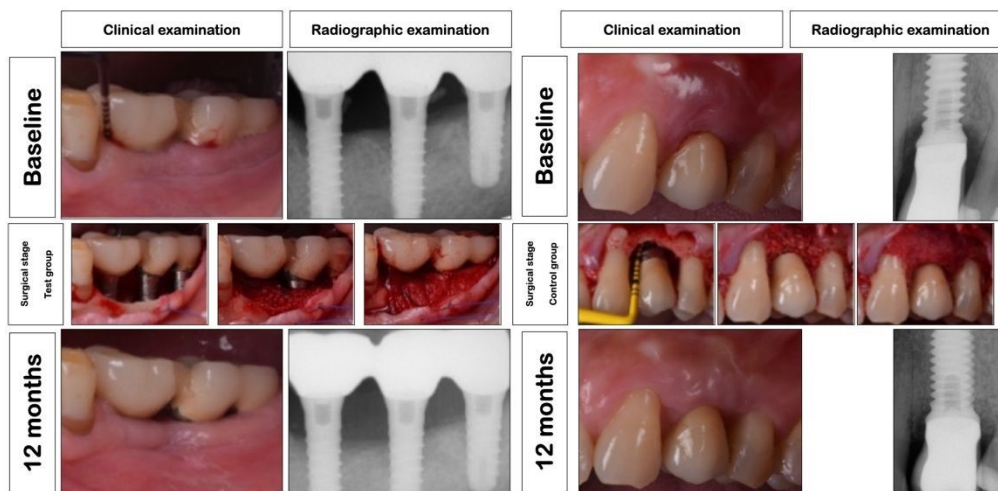 Clinical examination
Radiographic examination
Clinical examination
Radiographic examination
Baseline
Baseline
Surgical stage
Test group
Surgical stage
Control group
12 months
12 months